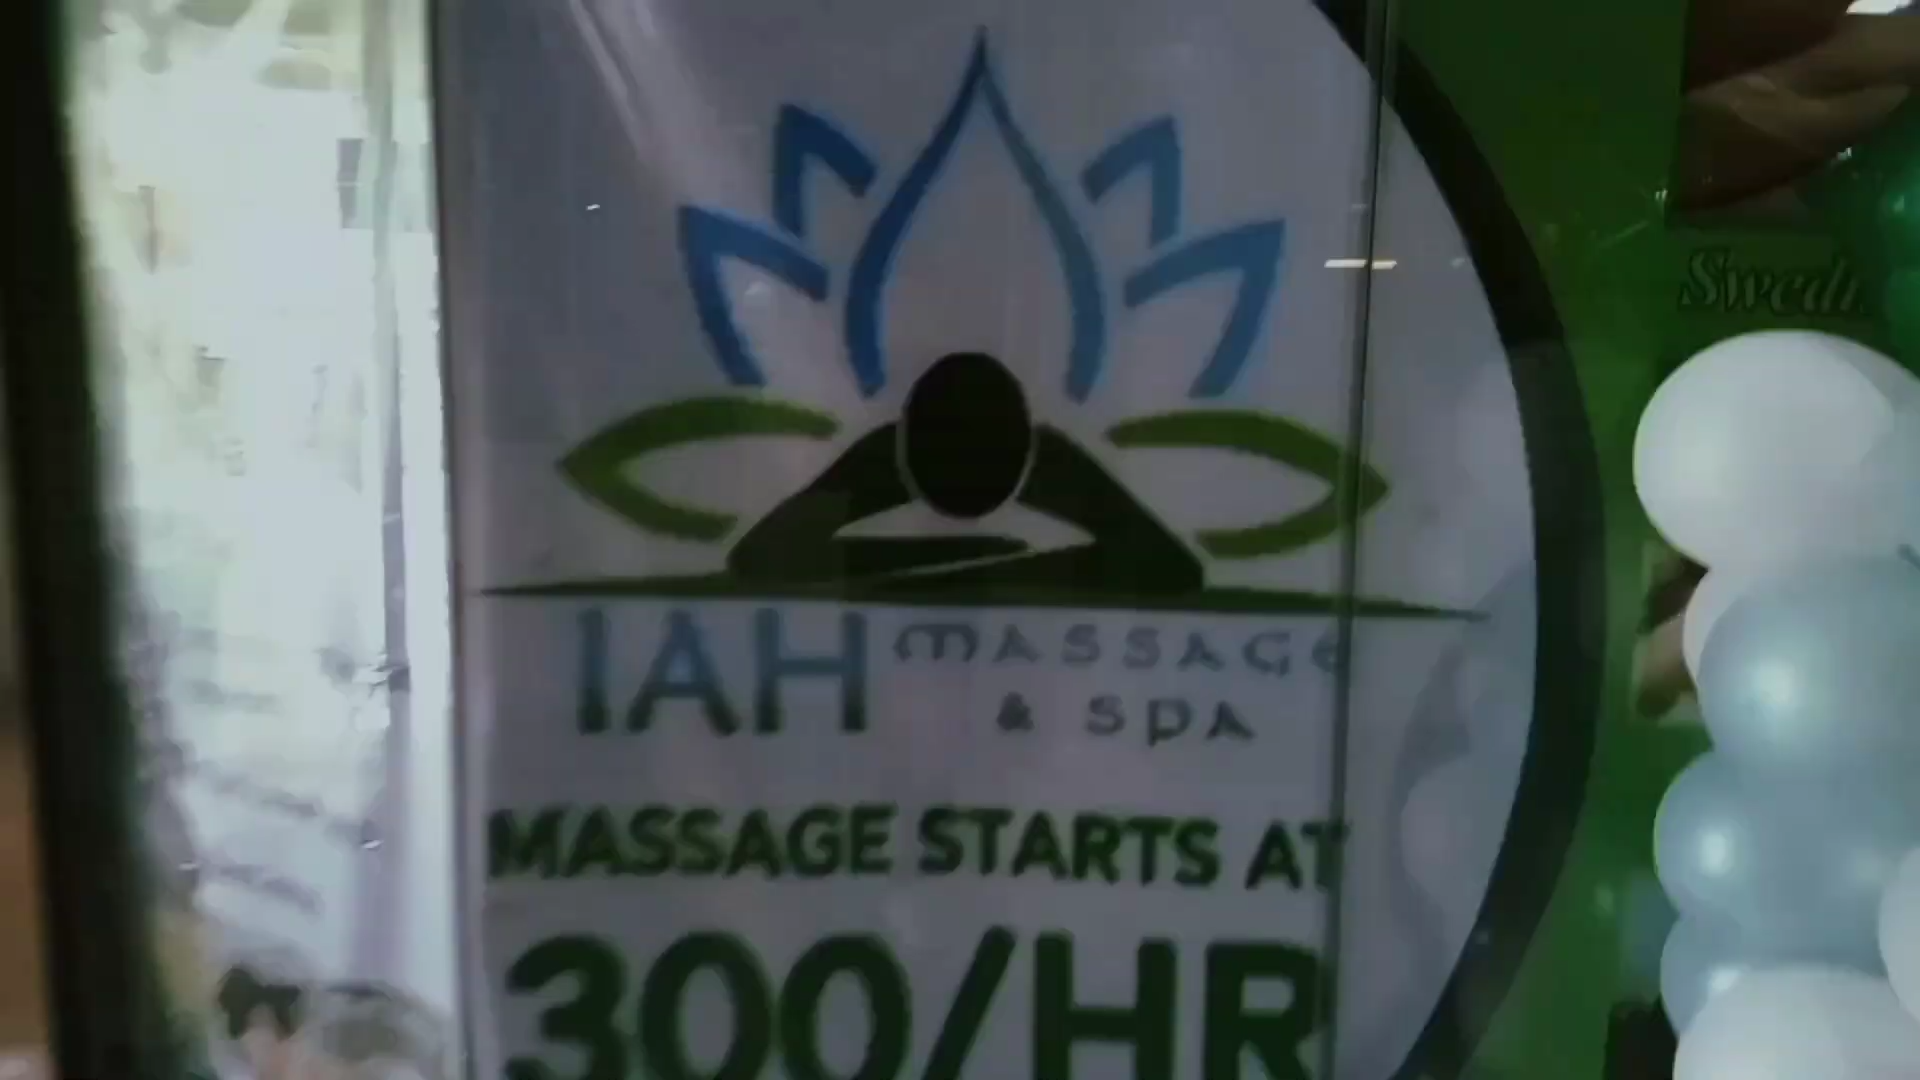 IAH MASSAGE
& SPA
MASSAGE STARTS AT
300/HR